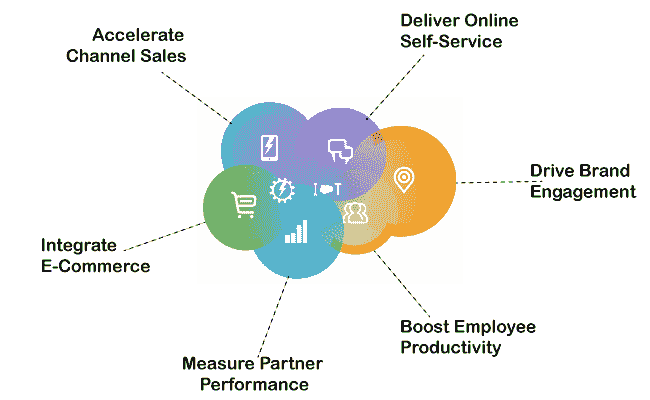 Accelerate
Channel Sales
Deliver Online
Self-Service
Drive Brand
Engagement
Integrate
E-Commerce
Boost Employee
Productivity
Measure Partner
Performance